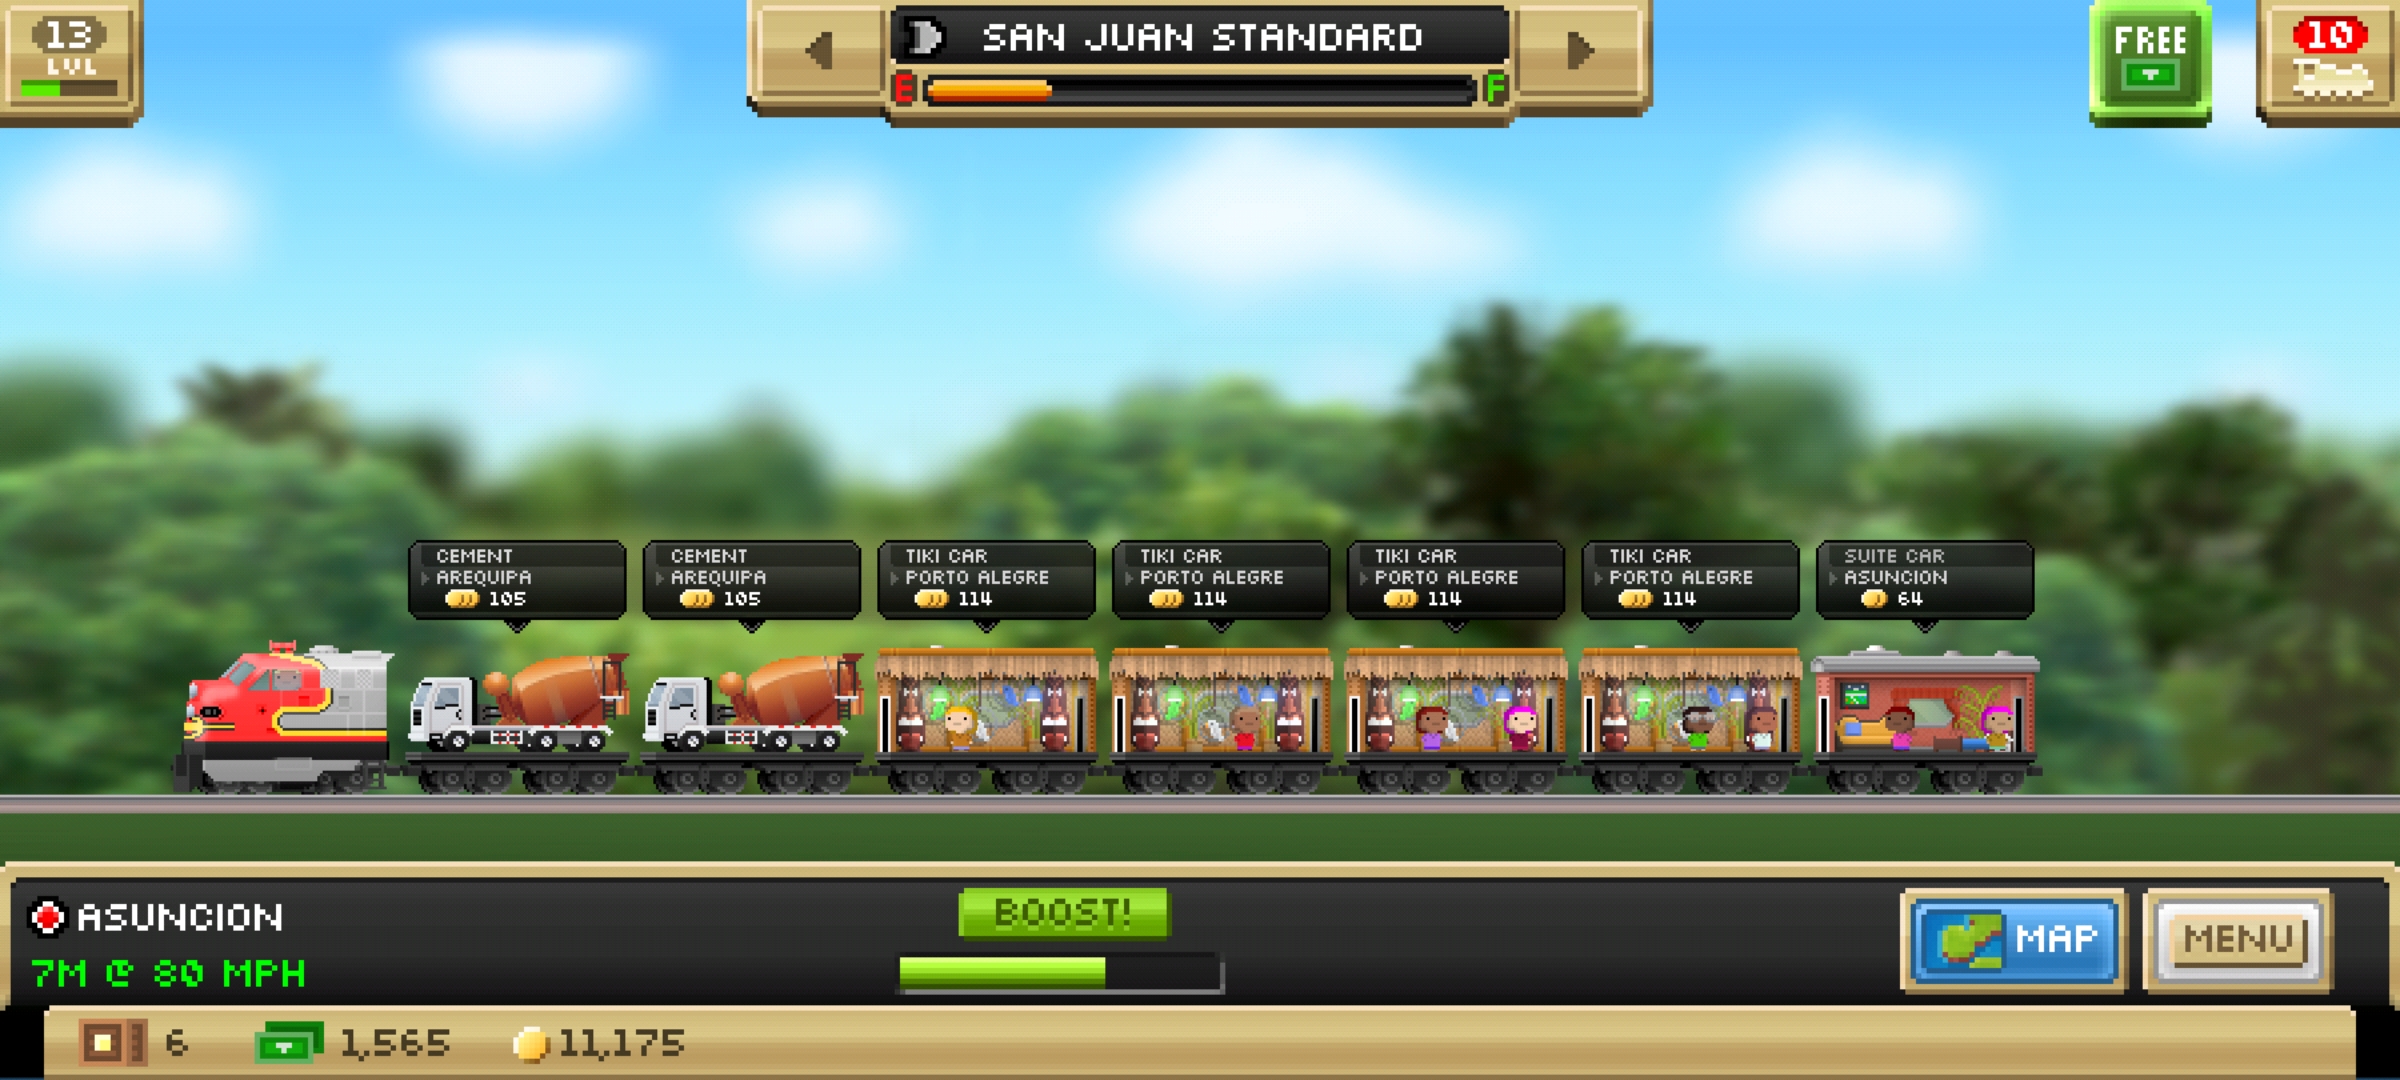 13
LVL
SAN JUAN STANDARD
E F
FREE
10
CEMENT
AREQUIPA
105
CEMENT
AREQUIPA
105
TIKI CAR
PORTO ALEGRE
114
TIKI CAR
PORTO ALEGRE
114
TIKI CAR
PORTO ALEGRE
114
TIKI CAR
PORTO ALEGRE
114
SUITE CAR
ASUNCION
64
ASUNCION
7M @ 80 MPH
BOOST!
MAP
MENU
6
1,565
11,175